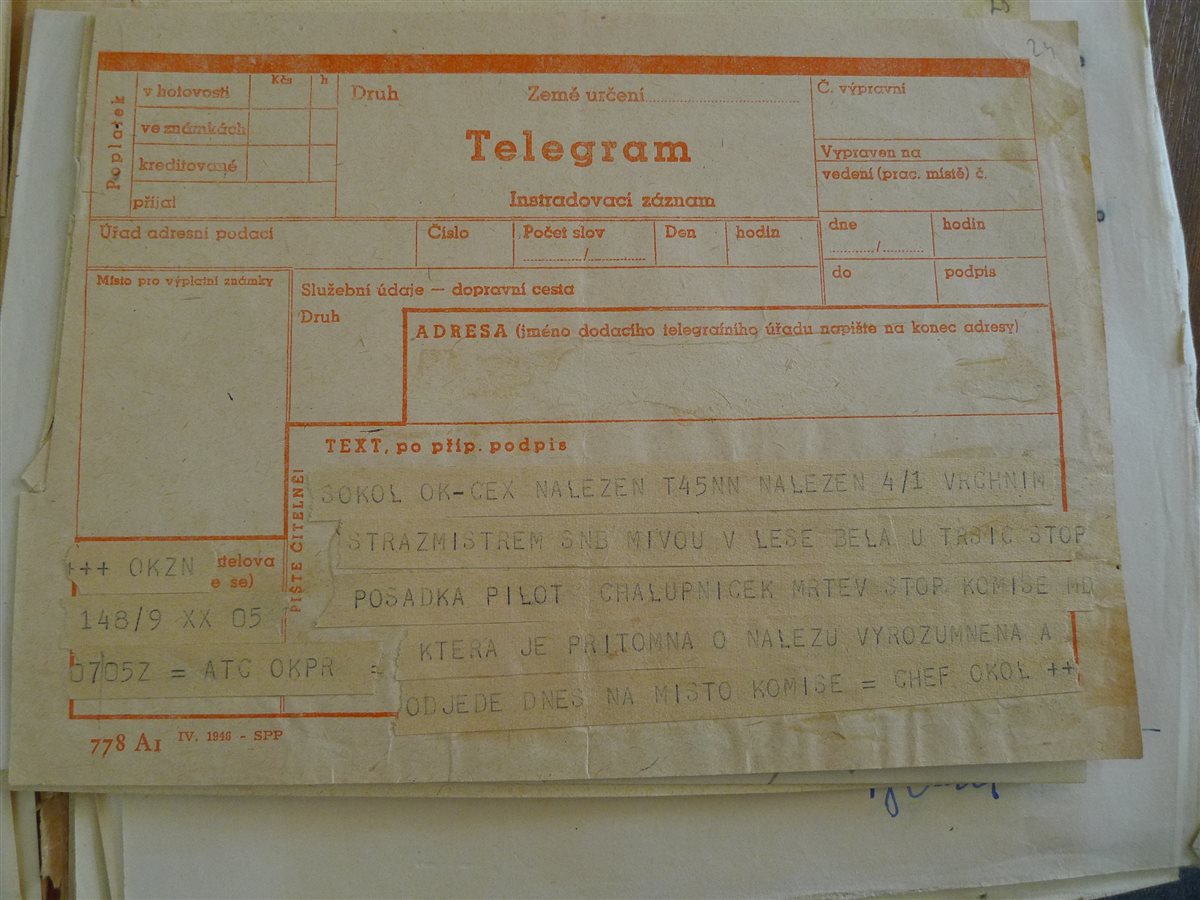 24
Poplatek
v hotovosti
Kčs h
ve známkách
kreditované
přijal
Druh
Země určení
Telegram
Instradovací záznam
Č. výpravní
Vypraven na
vedení (prac. místě) č.
Úřad adresní podací
Číslo
Počet slov
/
Den
hodin
dne
/
hodin
do
podpis
Místo pro výplatní známky
Služební údaje — dopravní cesta
Druh
ADRESA (jméno dodacího telegrafního úřadu napište na konec adresy)
TEXT, po příp. podpis
PIŠTE ČITELNĚ!
SOKOL OK-CEX NALEZEN T45NN NALEZEN 4/1 VRCHNIM
STRAZMISTREM SNB MIVOU V LESE BELA U TRSIC STOP
POSADKA PILOT CHALUPNICEK MRTEV STOP KOMISE MD
KTERA JE PRITOMNA O NALEZU VYROZUMNENA A
ODJEDE DNES NA MISTO KOMISE = CHEF OKOL ++
+++ OKZN
telova
e se)
148/9 XX 05
0705Z = ATC OKPR =
778 A1 IV. 1946 - SPP